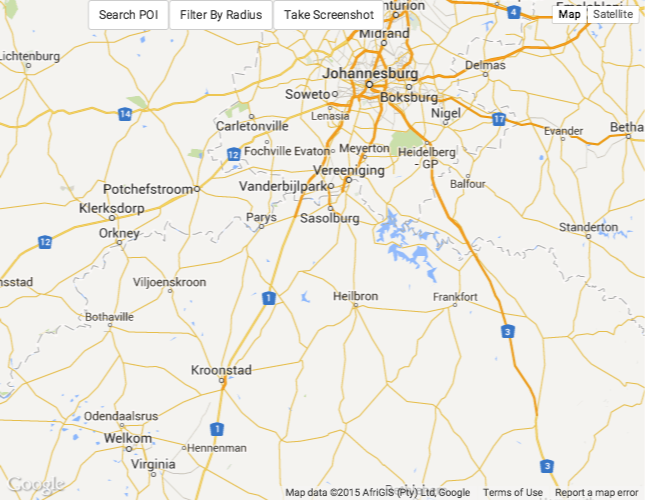 Search POI
Filter By Radius
Take Screenshot
Map
Satellite
4
Midrand
Lichtenburg
Johannesburg
Delmas
Soweto
Boksburg
14
Lenasia
Nigel
17
Carletonville
Evander
12
Fochville
Evaton
Meyerton
Heidelberg
- GP
Vereeniging
Potchefstroom
Vanderbijlpark
Balfour
Klerksdorp
Parys
Sasolburg
Standerton
Orkney
12
Viljoenskroon
1
Heilbron
Frankfort
Bothaville
3
Kroonstad
Odendaalsrus
1
Welkom
Hennenman
Virginia
3
Google
Map data ©2015 AfriGIS (Pty) Ltd, Google
Terms of Use
Report a map error